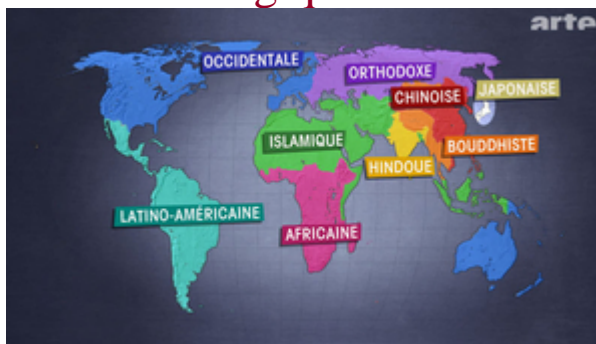 arte
OCCIDENTALE
ORTHODOXE
CHINOISE
JAPONAISE
ISLAMIQUE
HINDOUE
BOUDDHISTE
LATINO-AMÉRICAINE
AFRICAINE